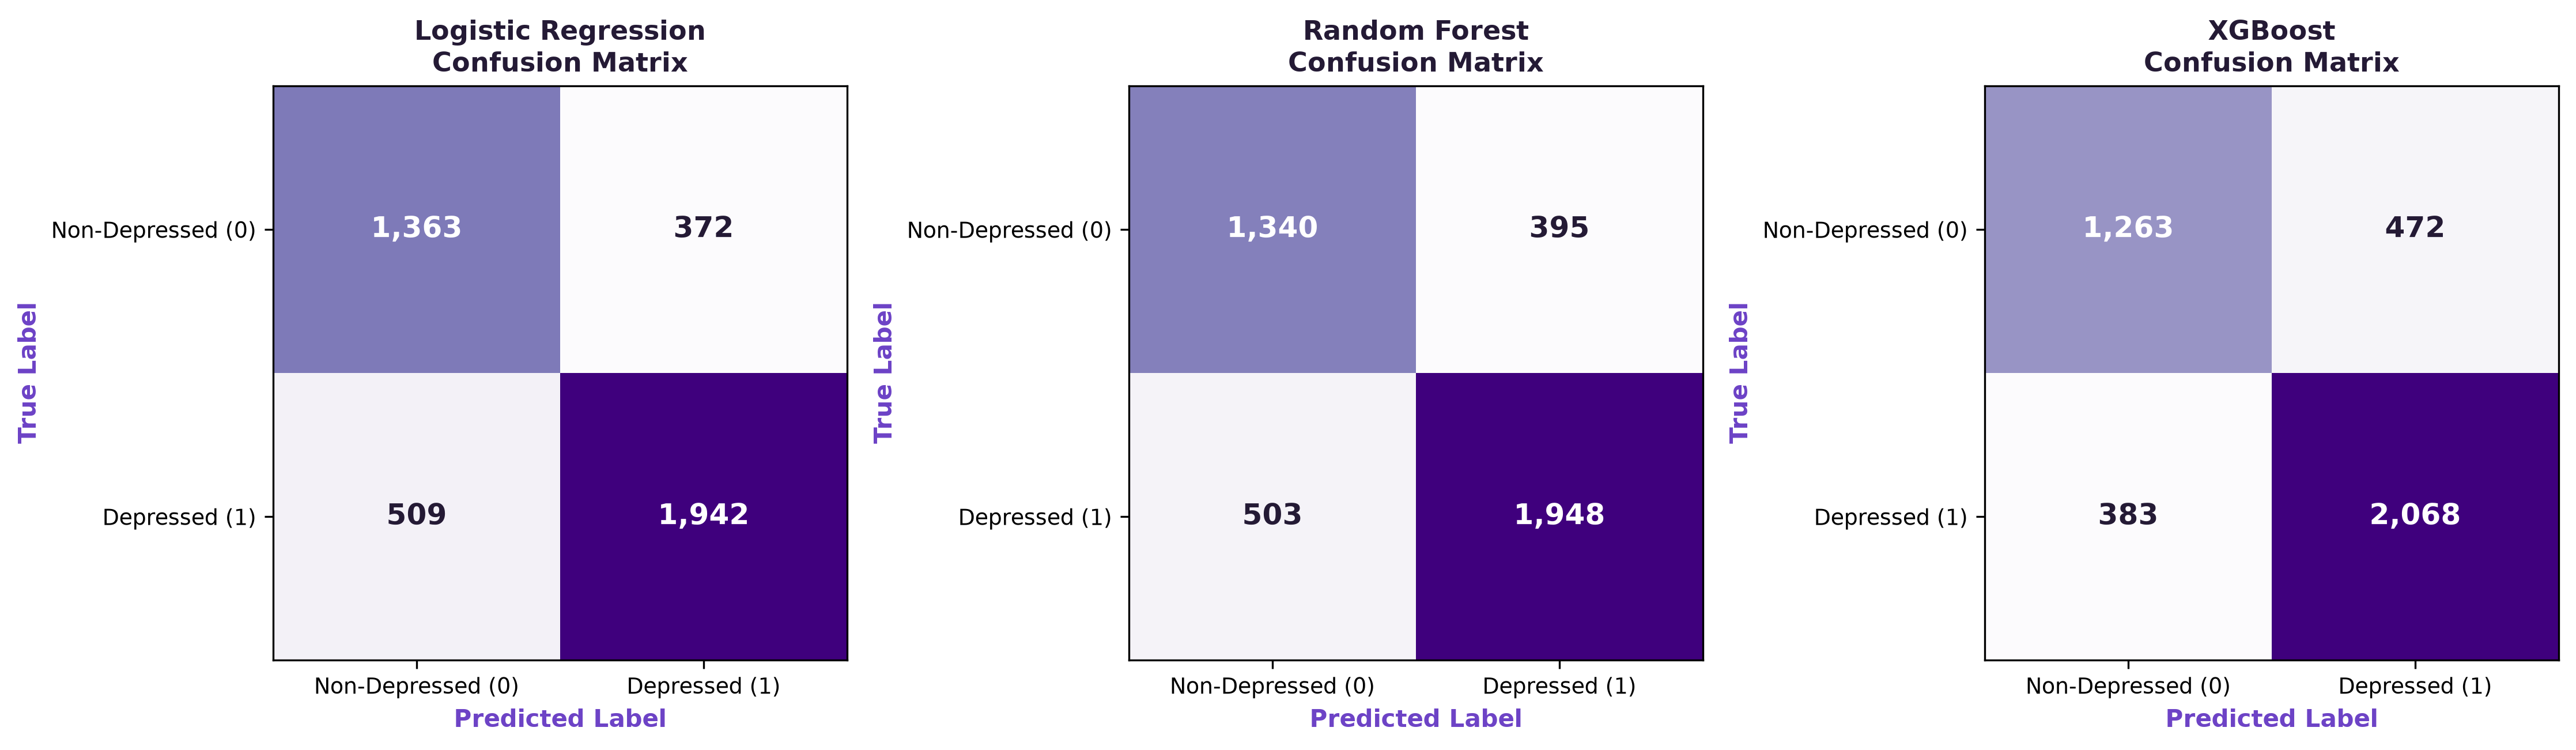 Logistic Regression
Confusion Matrix
True Label
Non-Depressed (0)
1,363
372
Depressed (1)
509
1,942
Non-Depressed (0)
Depressed (1)
Predicted Label
Random Forest
Confusion Matrix
True Label
Non-Depressed (0)
1,340
395
Depressed (1)
503
1,948
Non-Depressed (0)
Depressed (1)
Predicted Label
XGBoost
Confusion Matrix
True Label
Non-Depressed (0)
1,263
472
Depressed (1)
383
2,068
Non-Depressed (0)
Depressed (1)
Predicted Label